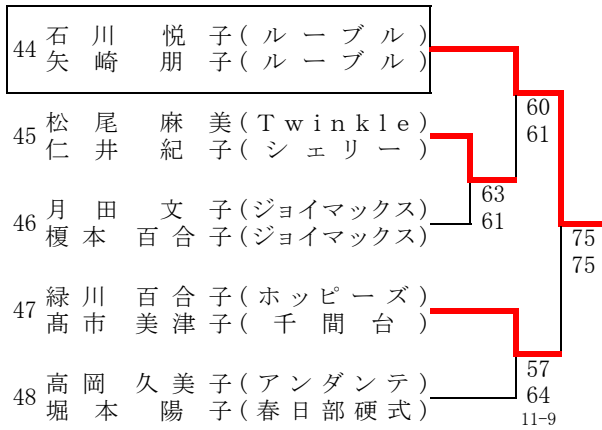 44 石川 悦子(ルーブル)
矢崎 朋子(ルーブル)
60
61
45 松尾 麻美(Twinkle)
仁井 紀子(シェリー)
63
61
46 月田 文子(ジョイマックス)
榎本 百合子(ジョイマックス)
75
75
47 緑川 百合子(ホッピーズ)
髙市 美津子(千間台)
57
64
11-9
48 高岡 久美子(アンダンテ)
堀本 陽子(春日部硬式)